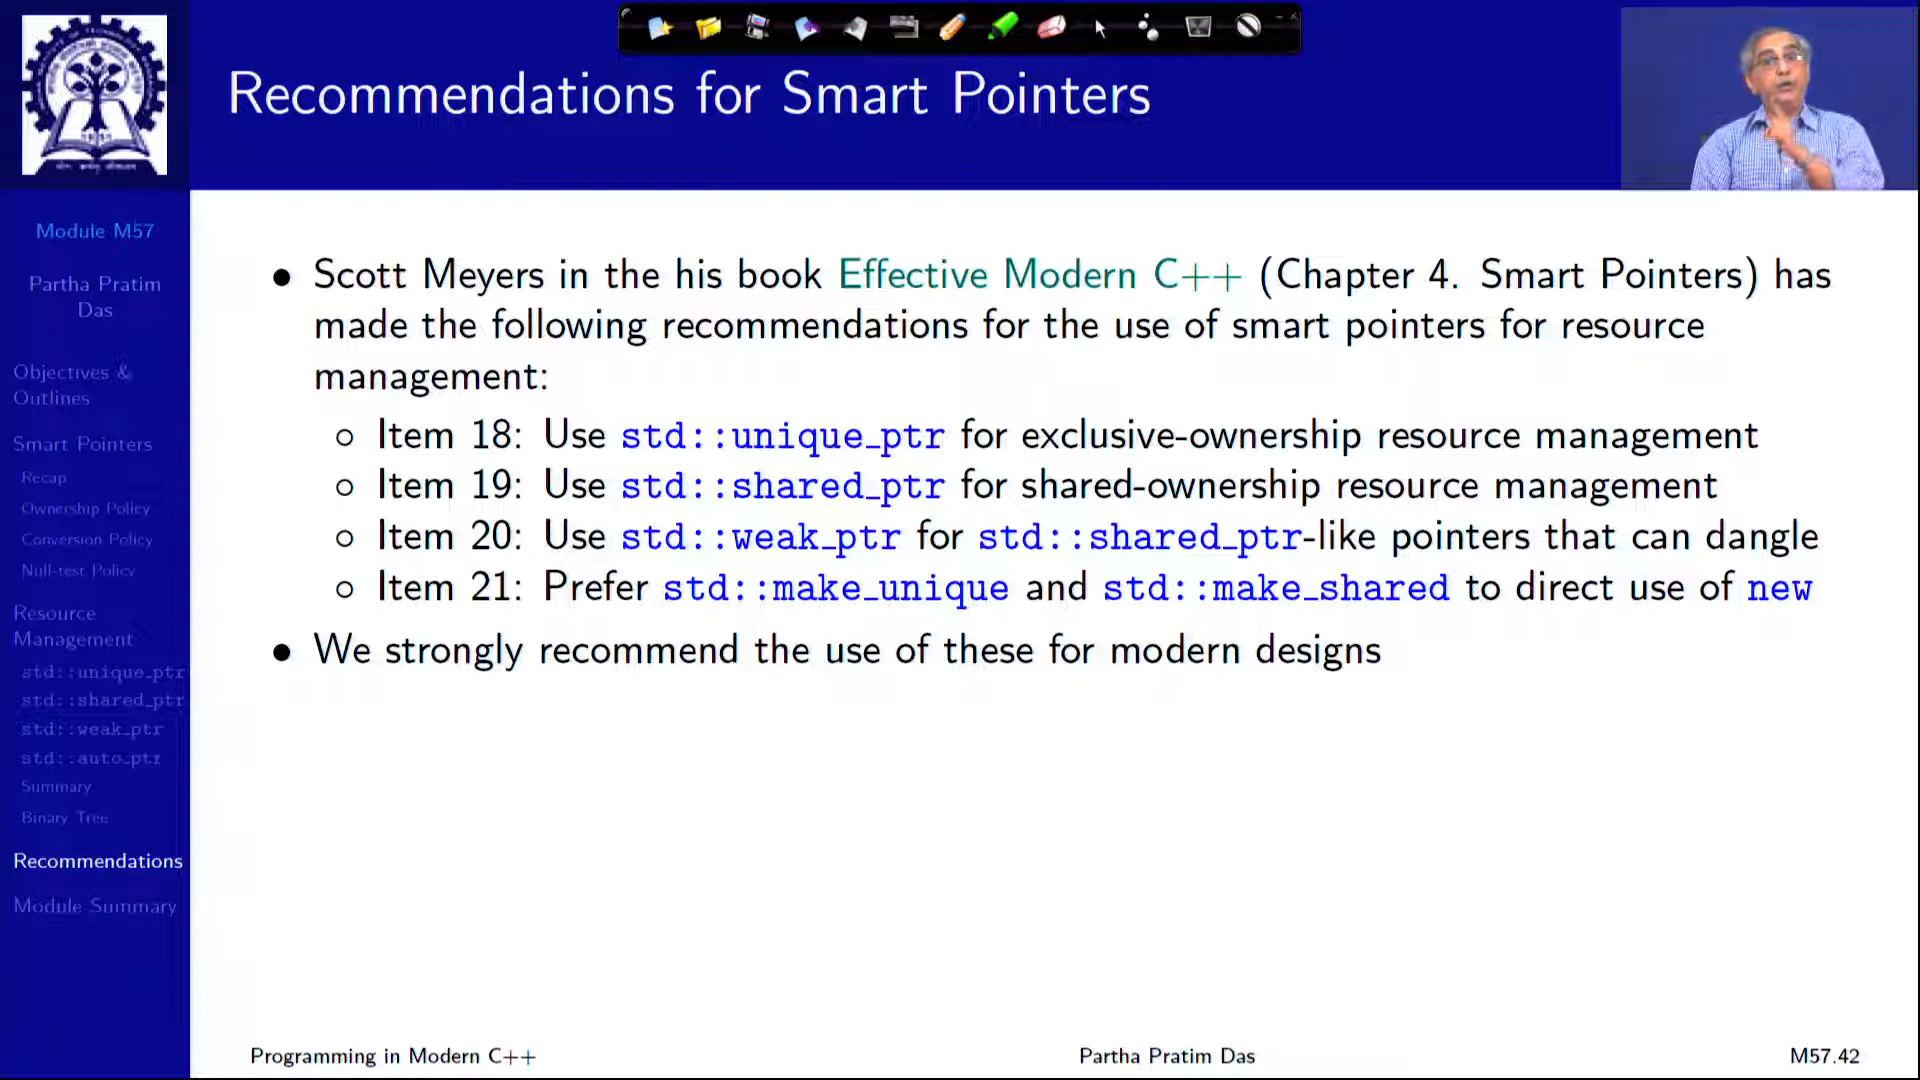 Recommendations for Smart Pointers
Module M57
Partha Pratim
Das
Objectives &
Outlines
Smart Pointers
Recap
Ownership Policy
Conversion Policy
Null-test Policy
Resource
Management
std::unique_ptr
std::shared_ptr
std::weak_ptr
std::auto_ptr
Summary
Binary Tree
Recommendations
Module Summary
• Scott Meyers in the his book Effective Modern C++ (Chapter 4. Smart Pointers) has
made the following recommendations for the use of smart pointers for resource
management:
◦ Item 18: Use std::unique_ptr for exclusive-ownership resource management
◦ Item 19: Use std::shared_ptr for shared-ownership resource management
◦ Item 20: Use std::weak_ptr for std::shared_ptr-like pointers that can dangle
◦ Item 21: Prefer std::make_unique and std::make_shared to direct use of new
• We strongly recommend the use of these for modern designs
Programming in Modern C++
Partha Pratim Das
M57.42